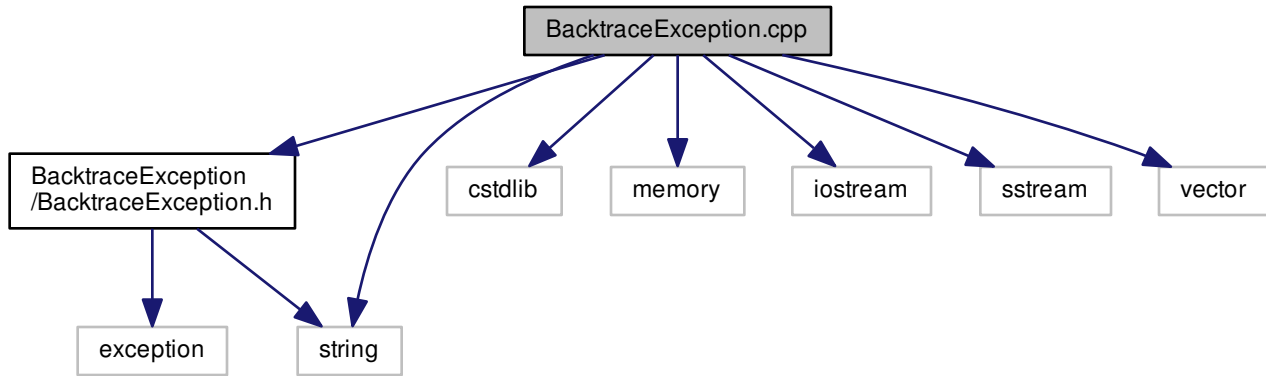 BacktraceException.cpp
BacktraceException
/BacktraceException.h
cstdlib
memory
iostream
sstream
vector
exception
string